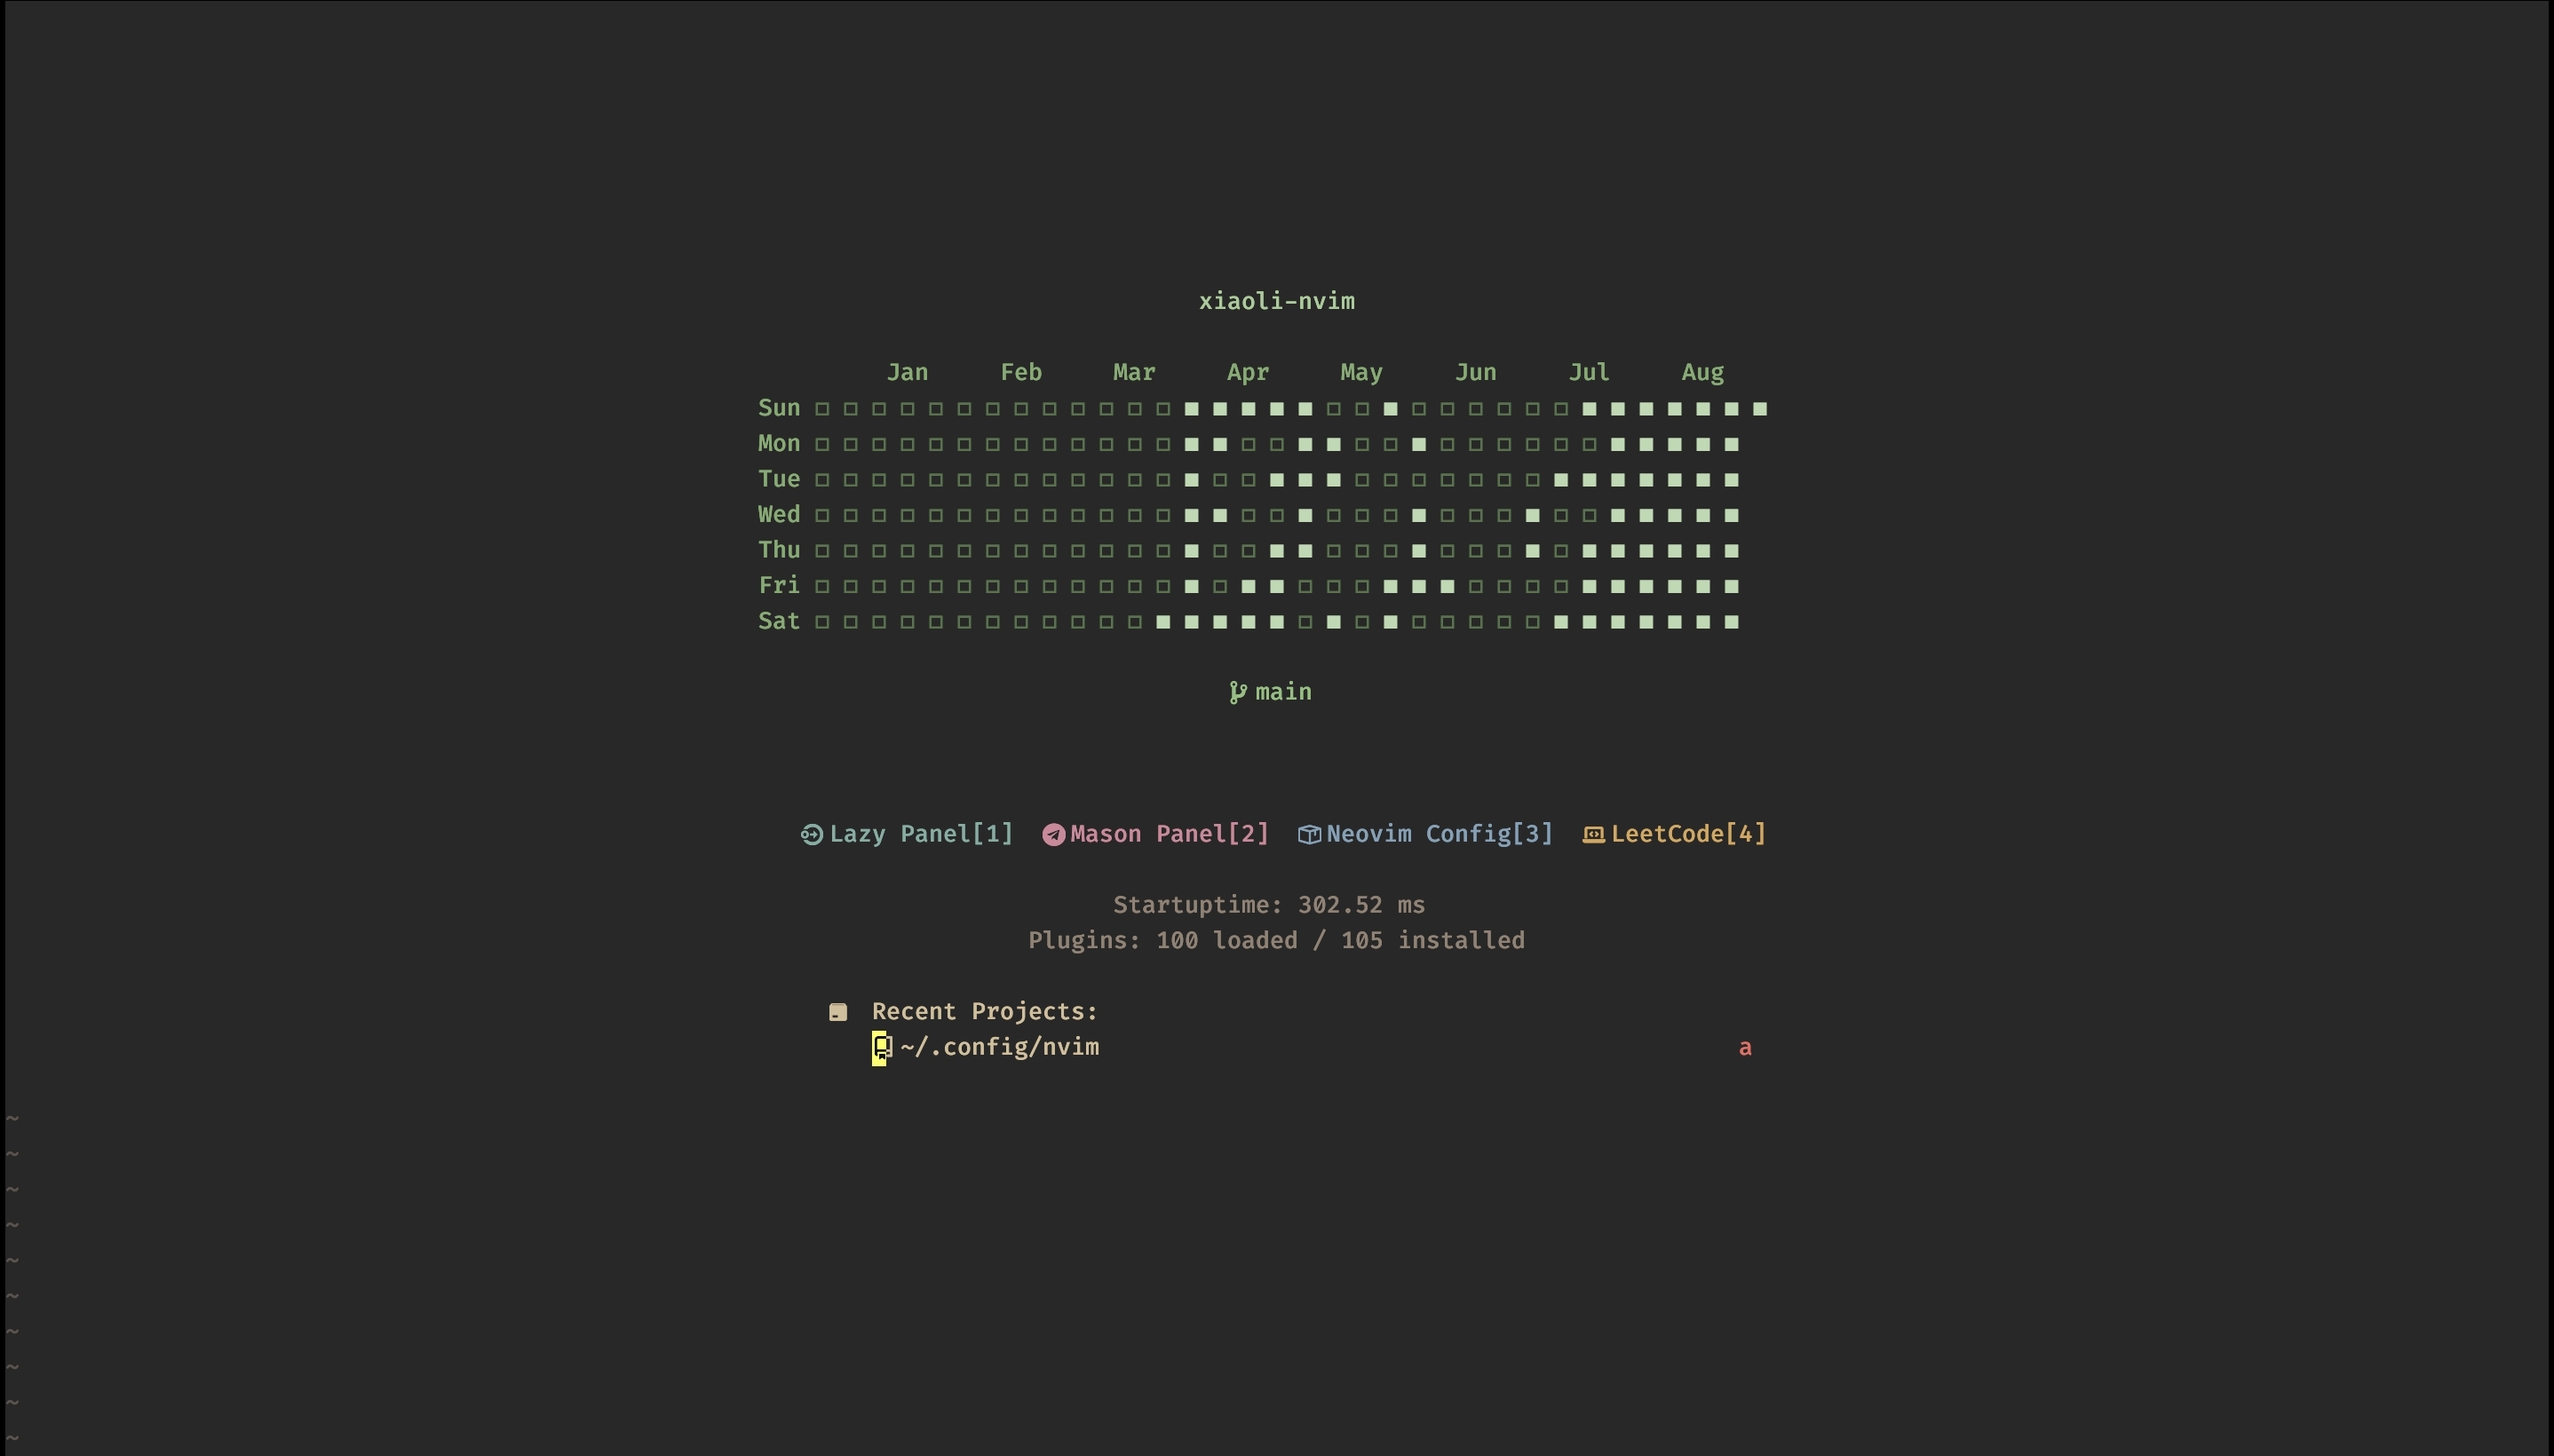 xiaoli-nvim
Jan Feb Mar Apr May Jun Jul Aug
Sun
Mon
Tue
Wed
Thu
Fri
Sat
main
Lazy Panel[1] Mason Panel[2] Neovim Config[3] LeetCode[4]
Startuptime: 302.52 ms
Plugins: 100 loaded / 105 installed
Recent Projects:
~/.config/nvim a
~
~
~
~
~
~
~
~
~
~